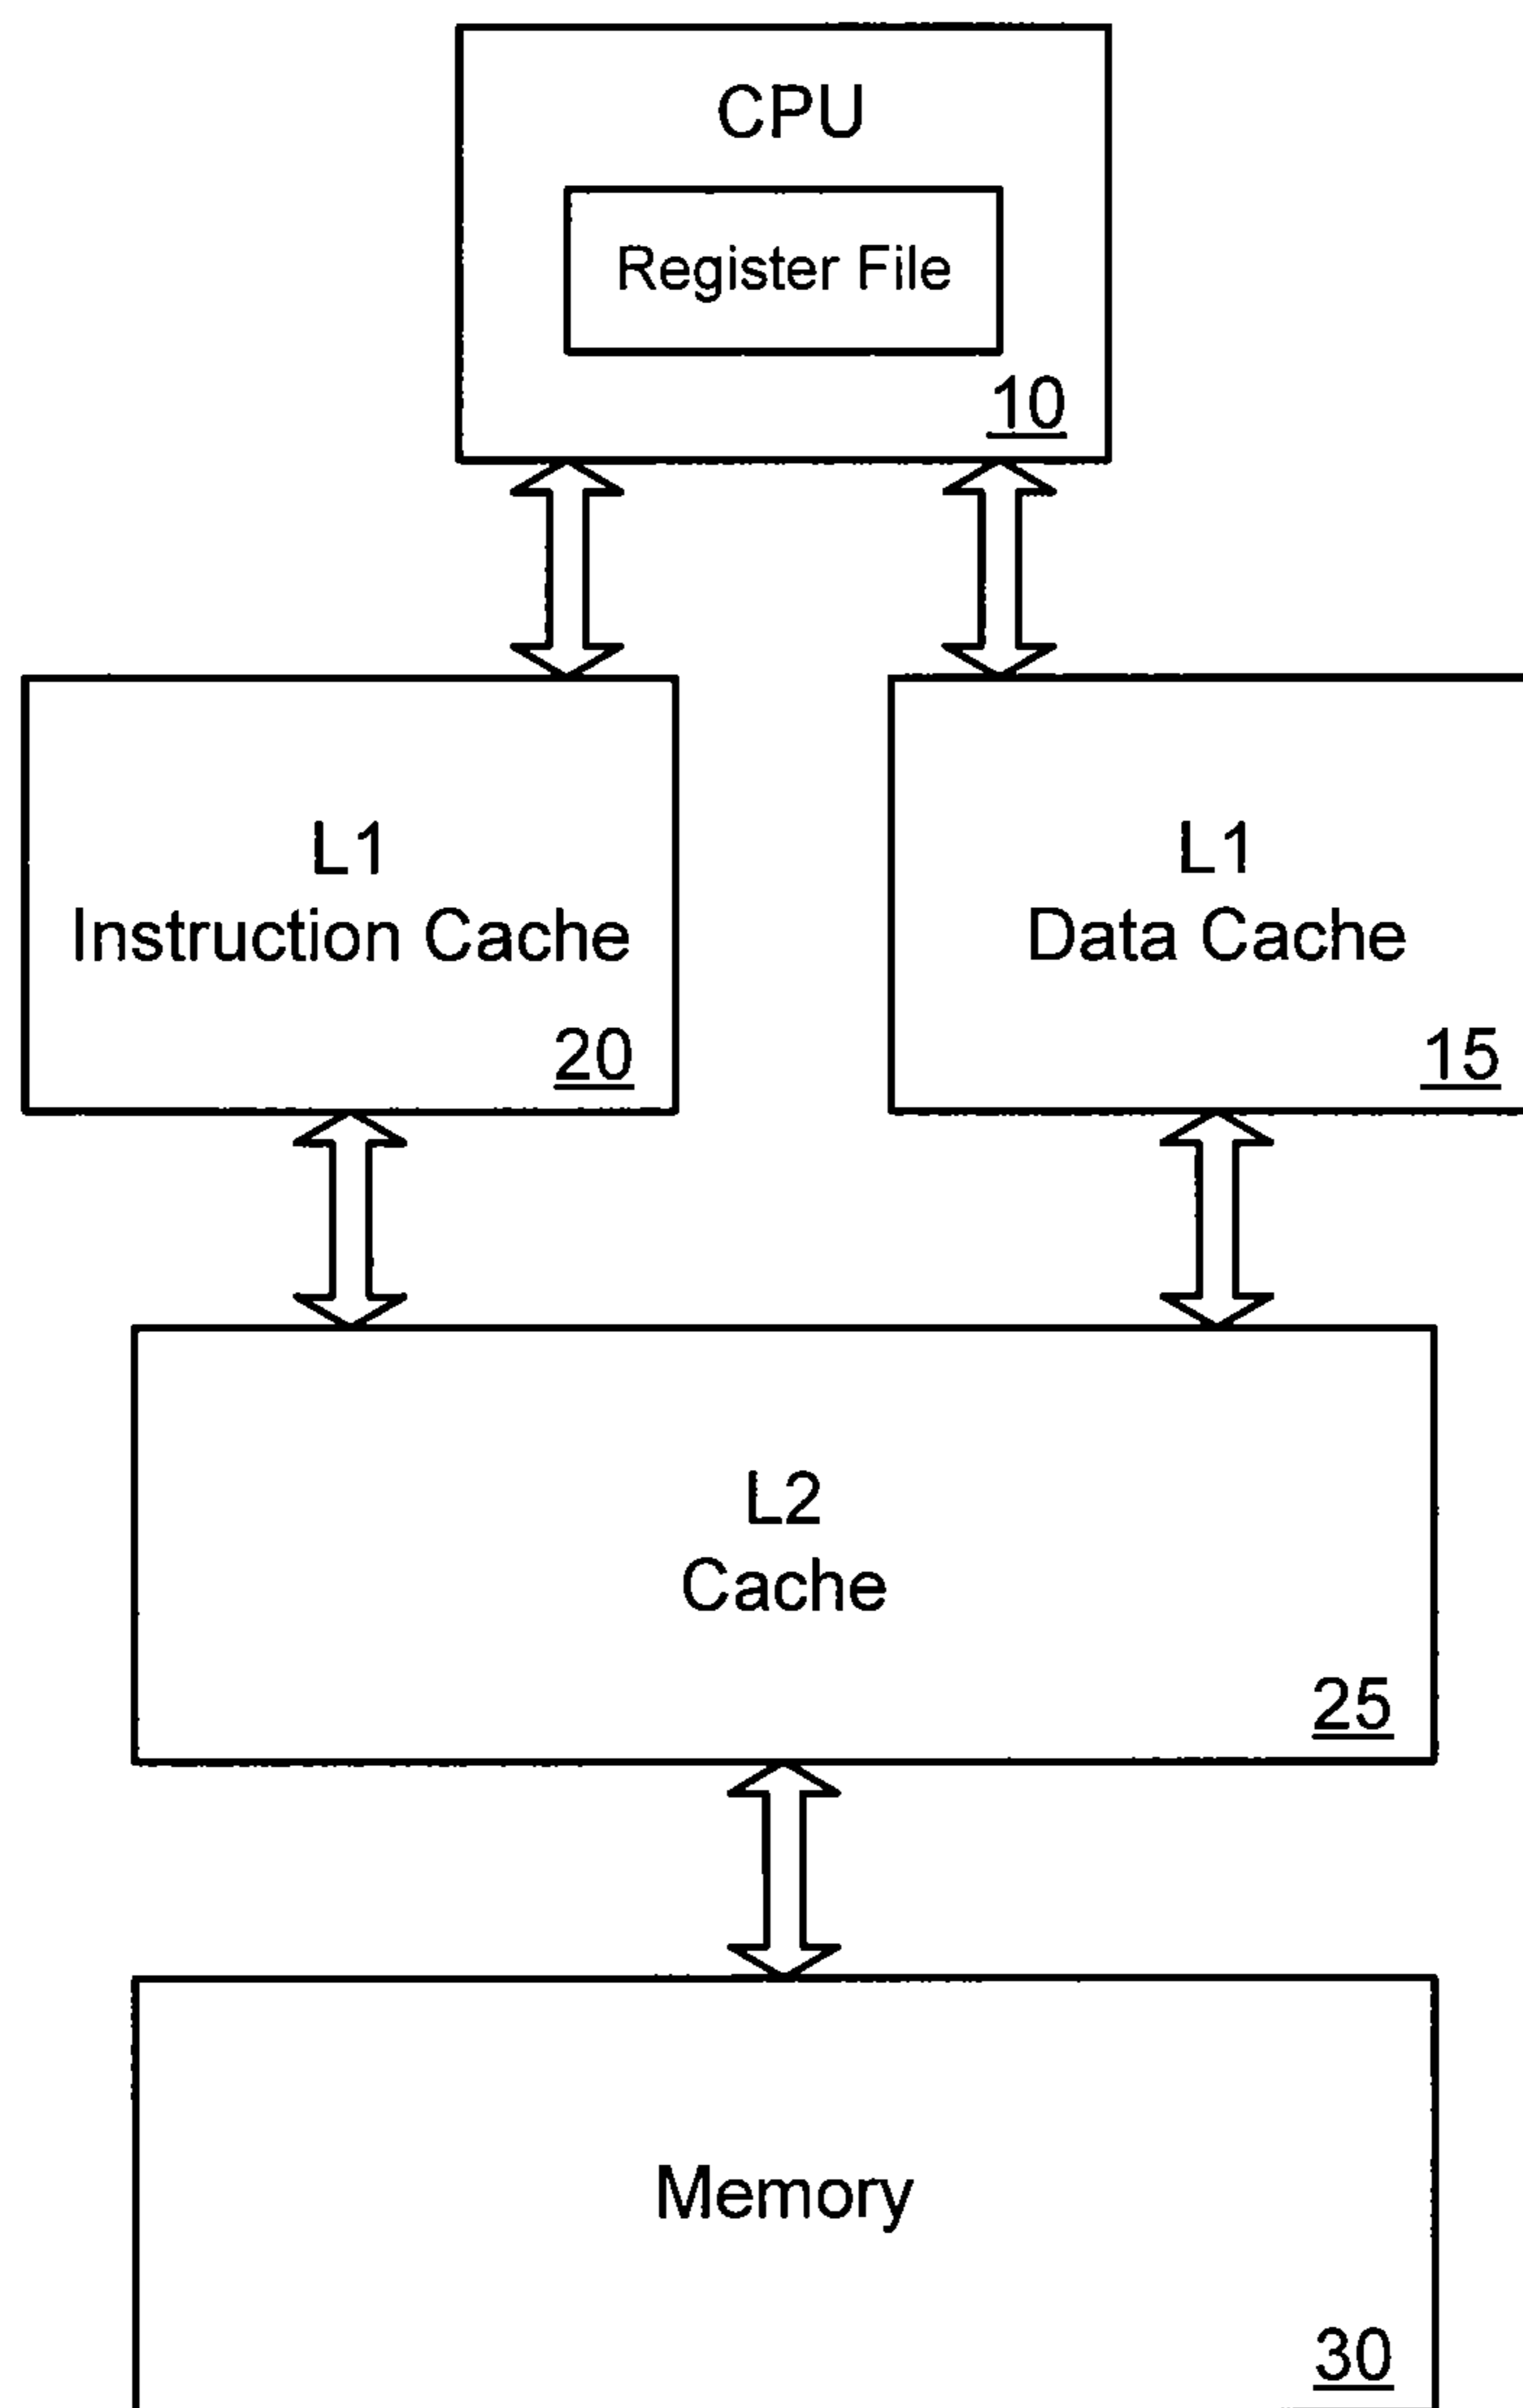 CPU
Register File
10
L1
Instruction Cache
20
L1
Data Cache
15
L2
Cache
25
Memory
30